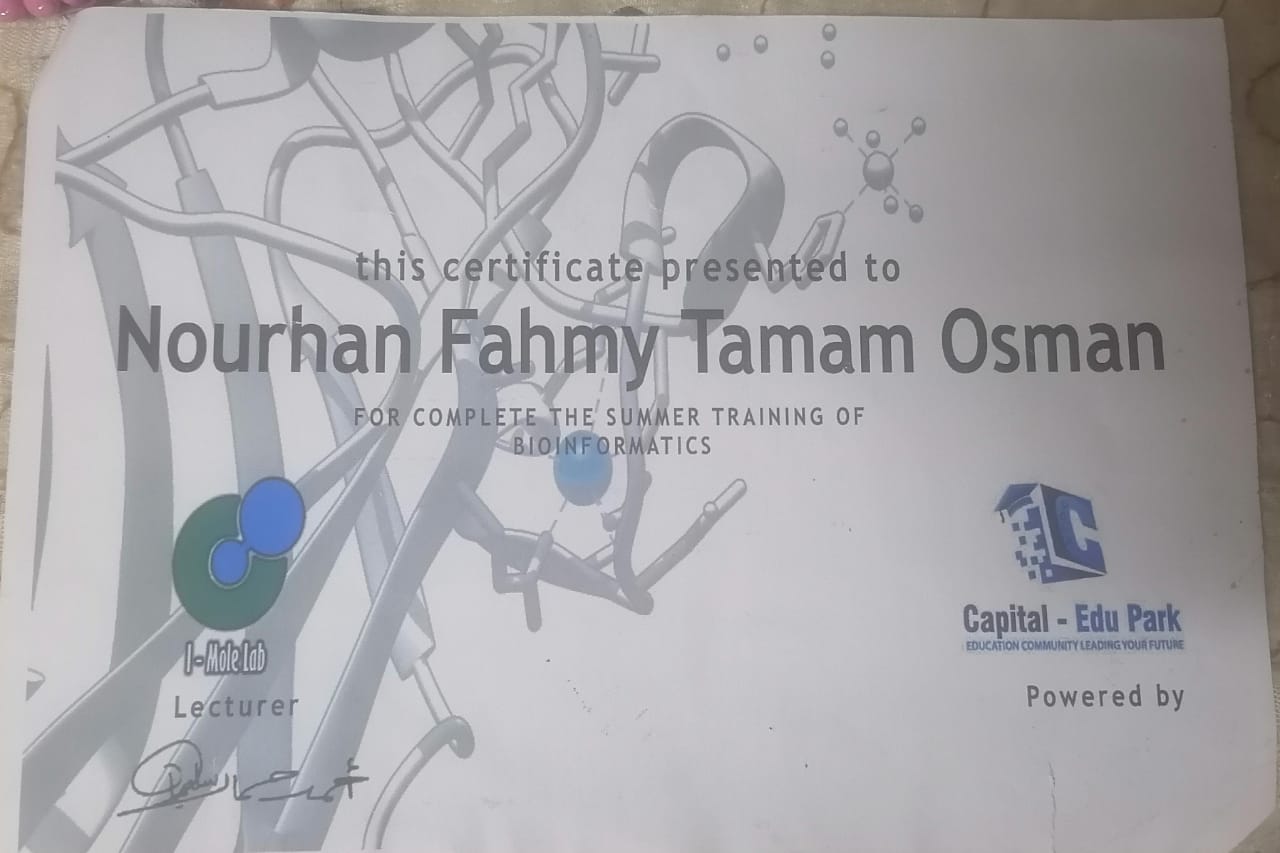 this certificate presented to
Nourhan Fahmy Tamam Osman
FOR COMPLETE THE SUMMER TRAINING OF
BIOINFORMATICS
I - Mole Lab
Lecturer
C
Capital - Edu Park
EDUCATION COMMUNITY LEADING YOUR FUTURE
Powered by